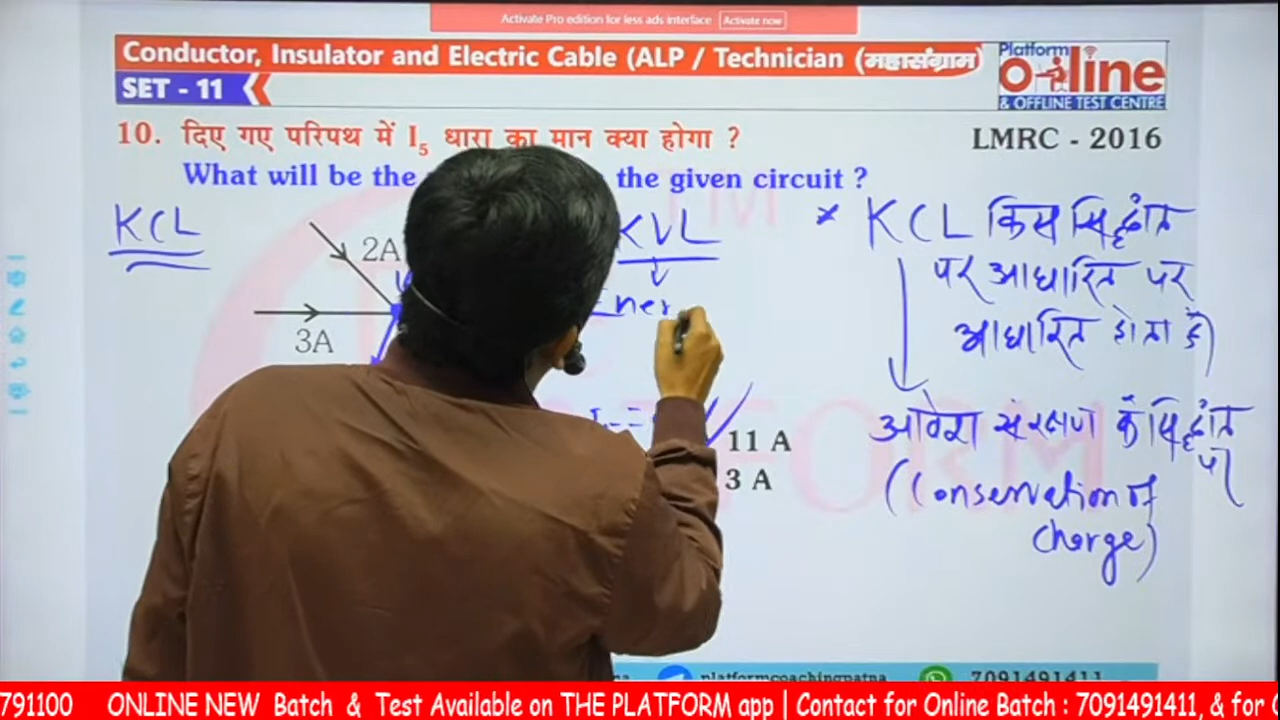 Activate Pro edition for less ads interface Activate now
Conductor, Insulator and Electric Cable (ALP / Technician (महासंग्राम)
Platform
online
& OFFLINE TEST CENTRE
SET - 11
10. दिए गए परिपथ में I5 धारा का मान क्या होगा ?
LMRC - 2016
What will be the
the given circuit ?
KCL
2A
3A
KVL
Ener
11 A
3 A
* KCL किस सिद्धांत
पर आधारित पर
आधारित होता है)
आवेश संरक्षण के सिद्धांत
पर
(Conservation of
charge)
platformcoachingpatna
7091491411
791100 ONLINE NEW Batch & Test Available on THE PLATFORM app | Contact for Online Batch : 7091491411, & for